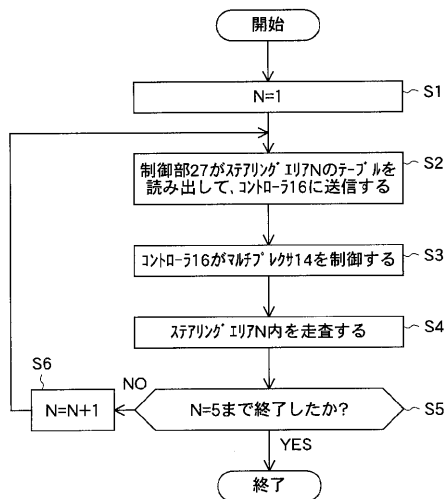 開始
N=1
S1
制御部27がｽﾃｱﾘﾝｸﾞｴﾘｱNのテーブルを
読み出して、ｺﾝﾄﾛｰﾗ16に送信する
S2
ｺﾝﾄﾛｰﾗ16がﾏﾙﾁﾌﾟﾚｸｻ14を制御する
S3
ｽﾃｱﾘﾝｸﾞｴﾘｱN内を走査する
S4
S6
N=N+1
NO
N=5まで終了したか?
S5
YES
終了